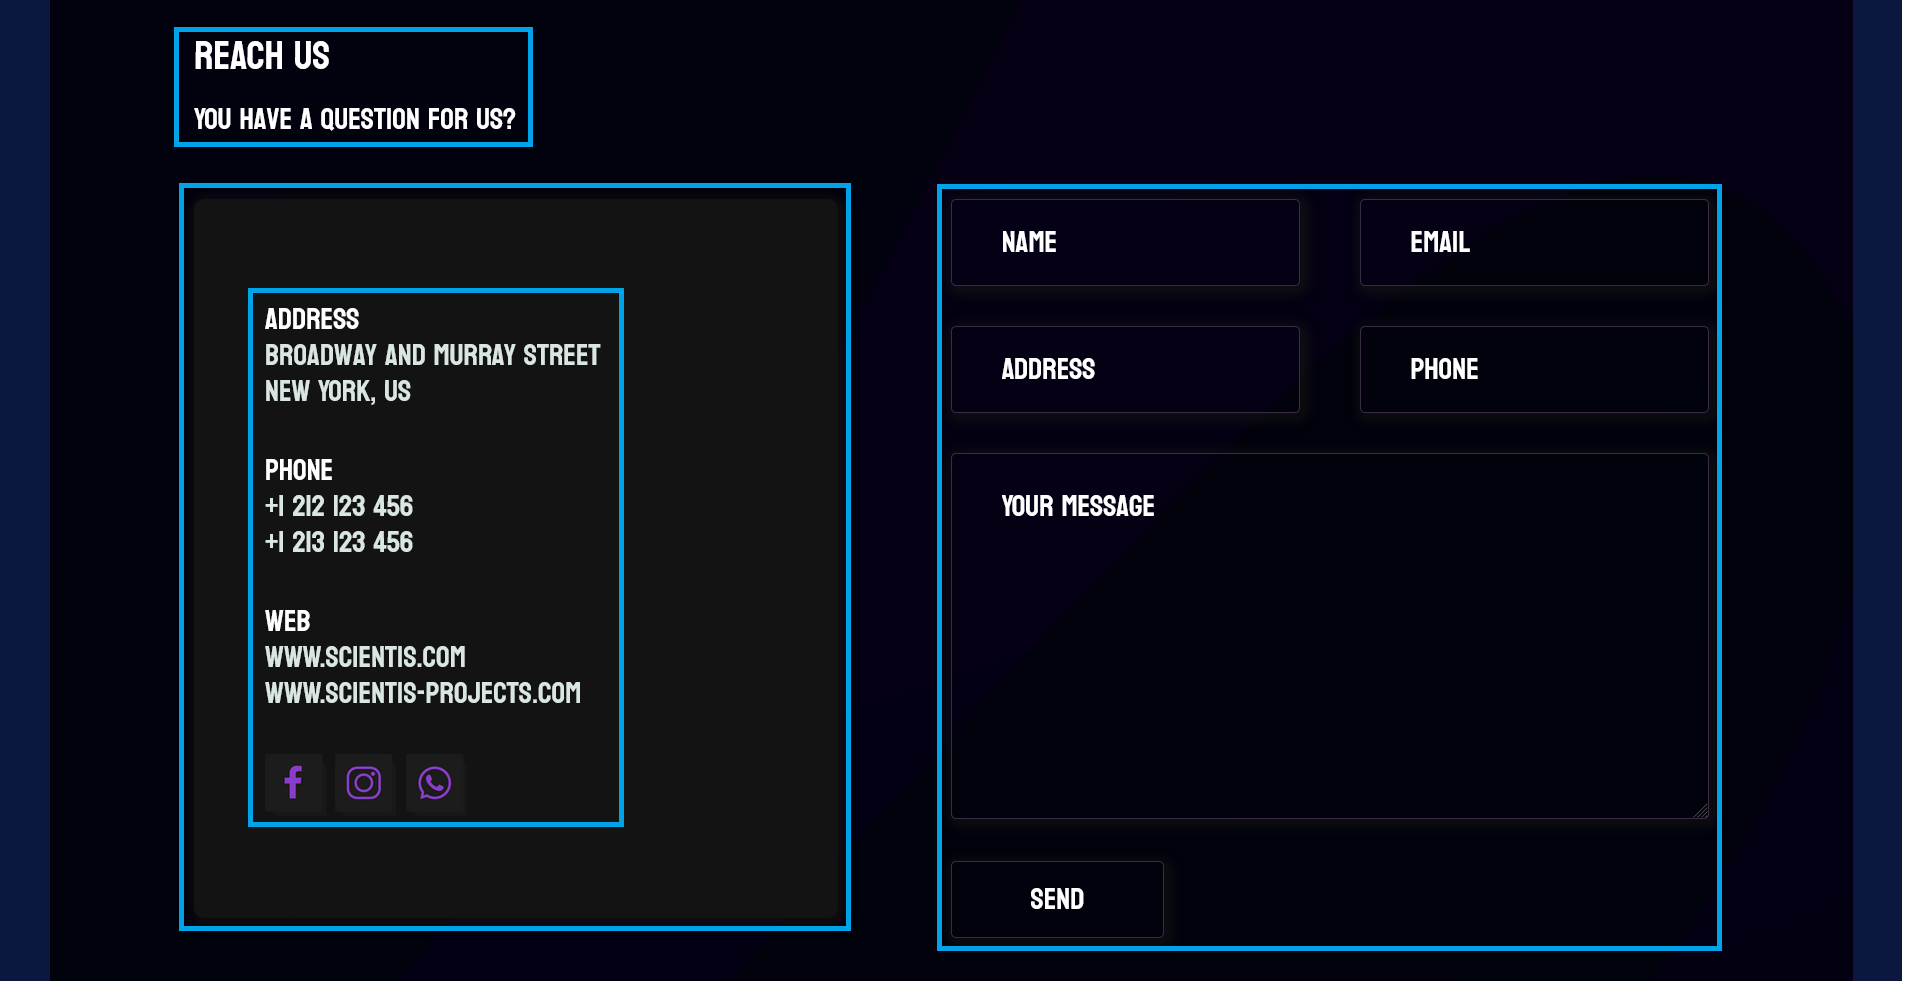 REACH US
YOU HAVE A QUESTION FOR US?
ADDRESS
BROADWAY AND MURRAY STREET
NEW YORK, US
PHONE
+1 212 123 456
+1 213 123 456
WEB
WWW.SCIENTIS.COM
WWW.SCIENTIS-PROJECTS.COM
NAME
EMAIL
ADDRESS
PHONE
YOUR MESSAGE
SEND